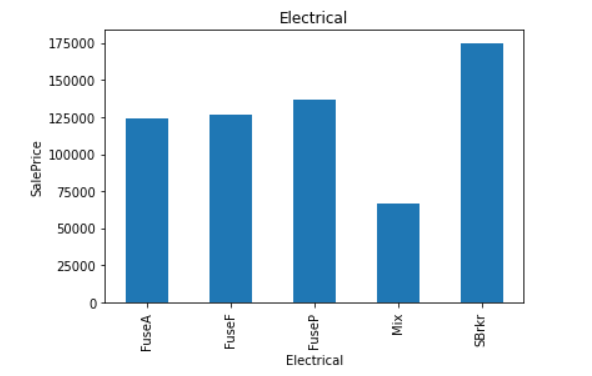 Electrical
175000
150000
125000
100000
75000
50000
25000
0
SalePrice
FuseA
FuseF
FuseP
Mix
SBrkr
Electrical